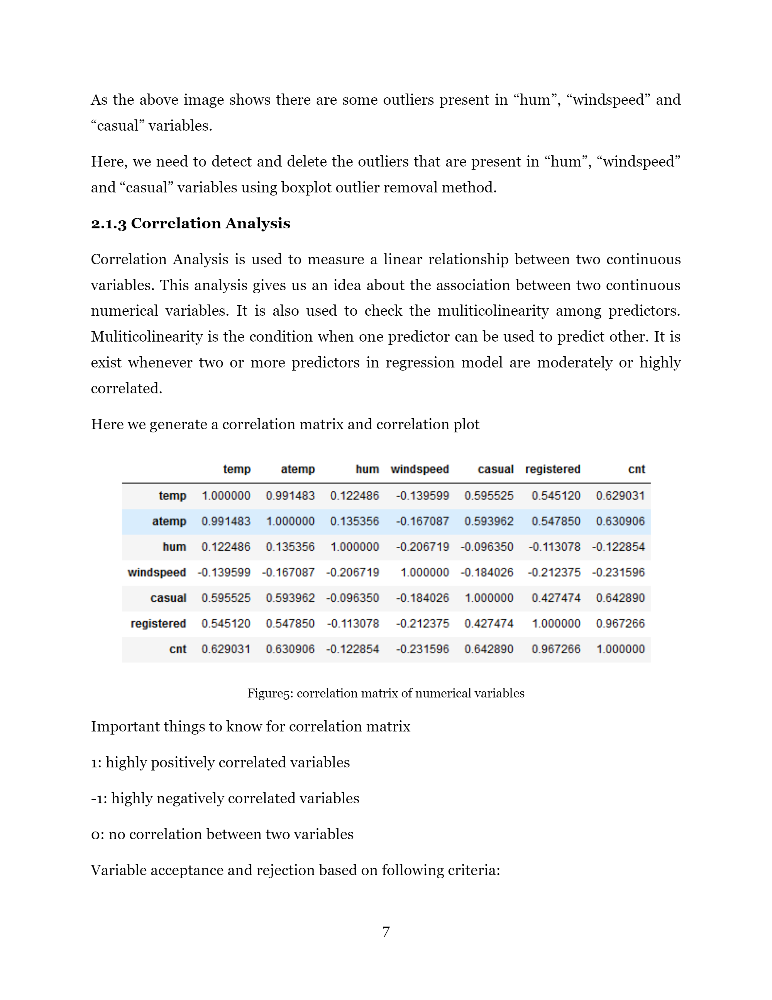 As the above image shows there are some outliers present in “hum”, “windspeed” and
“casual” variables.
Here, we need to detect and delete the outliers that are present in “hum”, “windspeed”
and “casual” variables using boxplot outlier removal method.
2.1.3 Correlation Analysis
Correlation Analysis is used to measure a linear relationship between two continuous
variables. This analysis gives us an idea about the association between two continuous
numerical variables. It is also used to check the muliticolinearity among predictors.
Muliticolinearity is the condition when one predictor can be used to predict other. It is
exist whenever two or more predictors in regression model are moderately or highly
correlated.
Here we generate a correlation matrix and correlation plot
temp atemp hum windspeed casual registered cnt
temp 1.000000 0.991483 0.122486 -0.139599 0.595525 0.545120 0.629031
atemp 0.991483 1.000000 0.135356 -0.167087 0.593962 0.547850 0.630906
hum 0.122486 0.135356 1.000000 -0.206719 -0.096350 -0.113078 -0.122854
windspeed -0.139599 -0.167087 -0.206719 1.000000 -0.184026 -0.212375 -0.231596
casual 0.595525 0.593962 -0.096350 -0.184026 1.000000 0.427474 0.642890
registered 0.545120 0.547850 -0.113078 -0.212375 0.427474 1.000000 0.967266
cnt 0.629031 0.630906 -0.122854 -0.231596 0.642890 0.967266 1.000000
Figure5: correlation matrix of numerical variables
Important things to know for correlation matrix
1: highly positively correlated variables
-1: highly negatively correlated variables
0: no correlation between two variables
Variable acceptance and rejection based on following criteria:
7